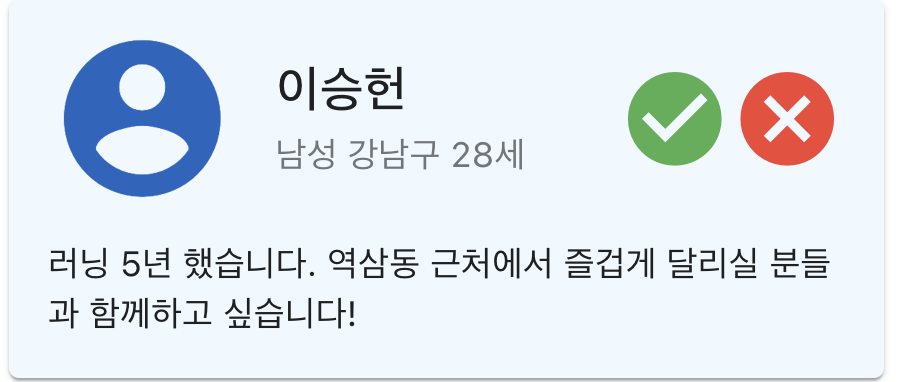 이승헌
남성 강남구 28세
러닝 5년 했습니다. 역삼동 근처에서 즐겁게 달리실 분들
과 함께하고 싶습니다!